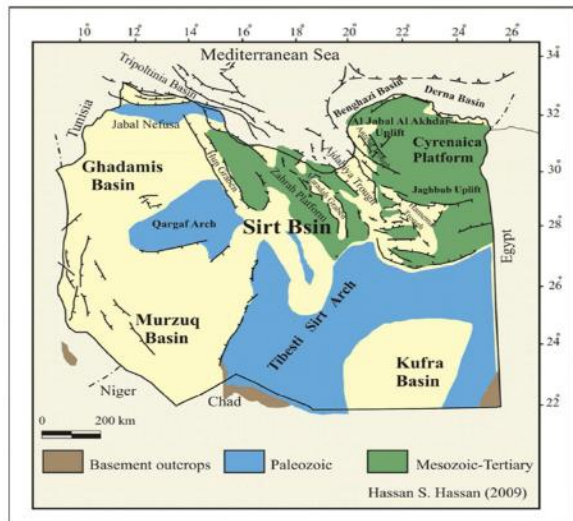 10° 12° 14° 16° 18° 20° 22° 24° 26°
Mediterranean Sea
34°
32°
30°
28°
26°
24°
22°
Tripoltinia Basin
Benghazi Basin
Derna Basin
Tunisia
Jabal Nefusa
Al Jabal Al Akhdar
Uplift
Cyrenaica
Platform
Ghadamis
Basin
Hun Graben
Ajdabiya Trough
Zahrah Platform
Jaghbub Uplift
Qargaf Arch
Sirt Bsin
Egypt
Murzuq
Basin
Tibesti Sirt Arch
Kufra
Basin
Niger
Chad
0 200 km
Basement outcrops
Paleozoic
Mesozoic-Tertiary
Hassan S. Hassan (2009)